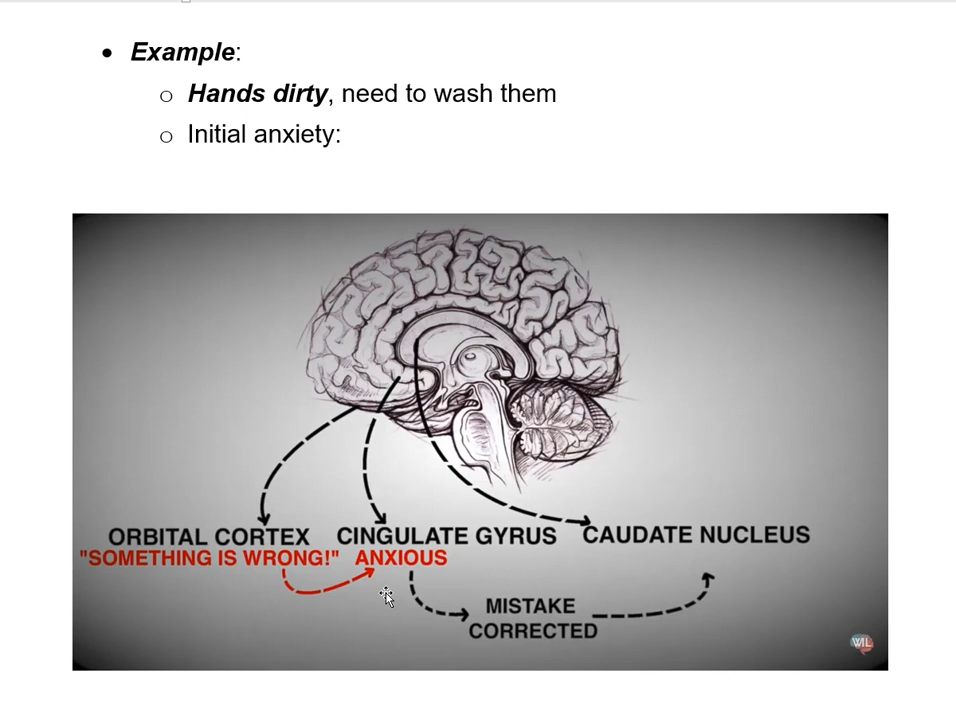 • Example:
o Hands dirty, need to wash them
o Initial anxiety:
ORBITAL CORTEX CINGULATE GYRUS CAUDATE NUCLEUS
"SOMETHING IS WRONG!" ANXIOUS
MISTAKE
CORRECTED
WIL